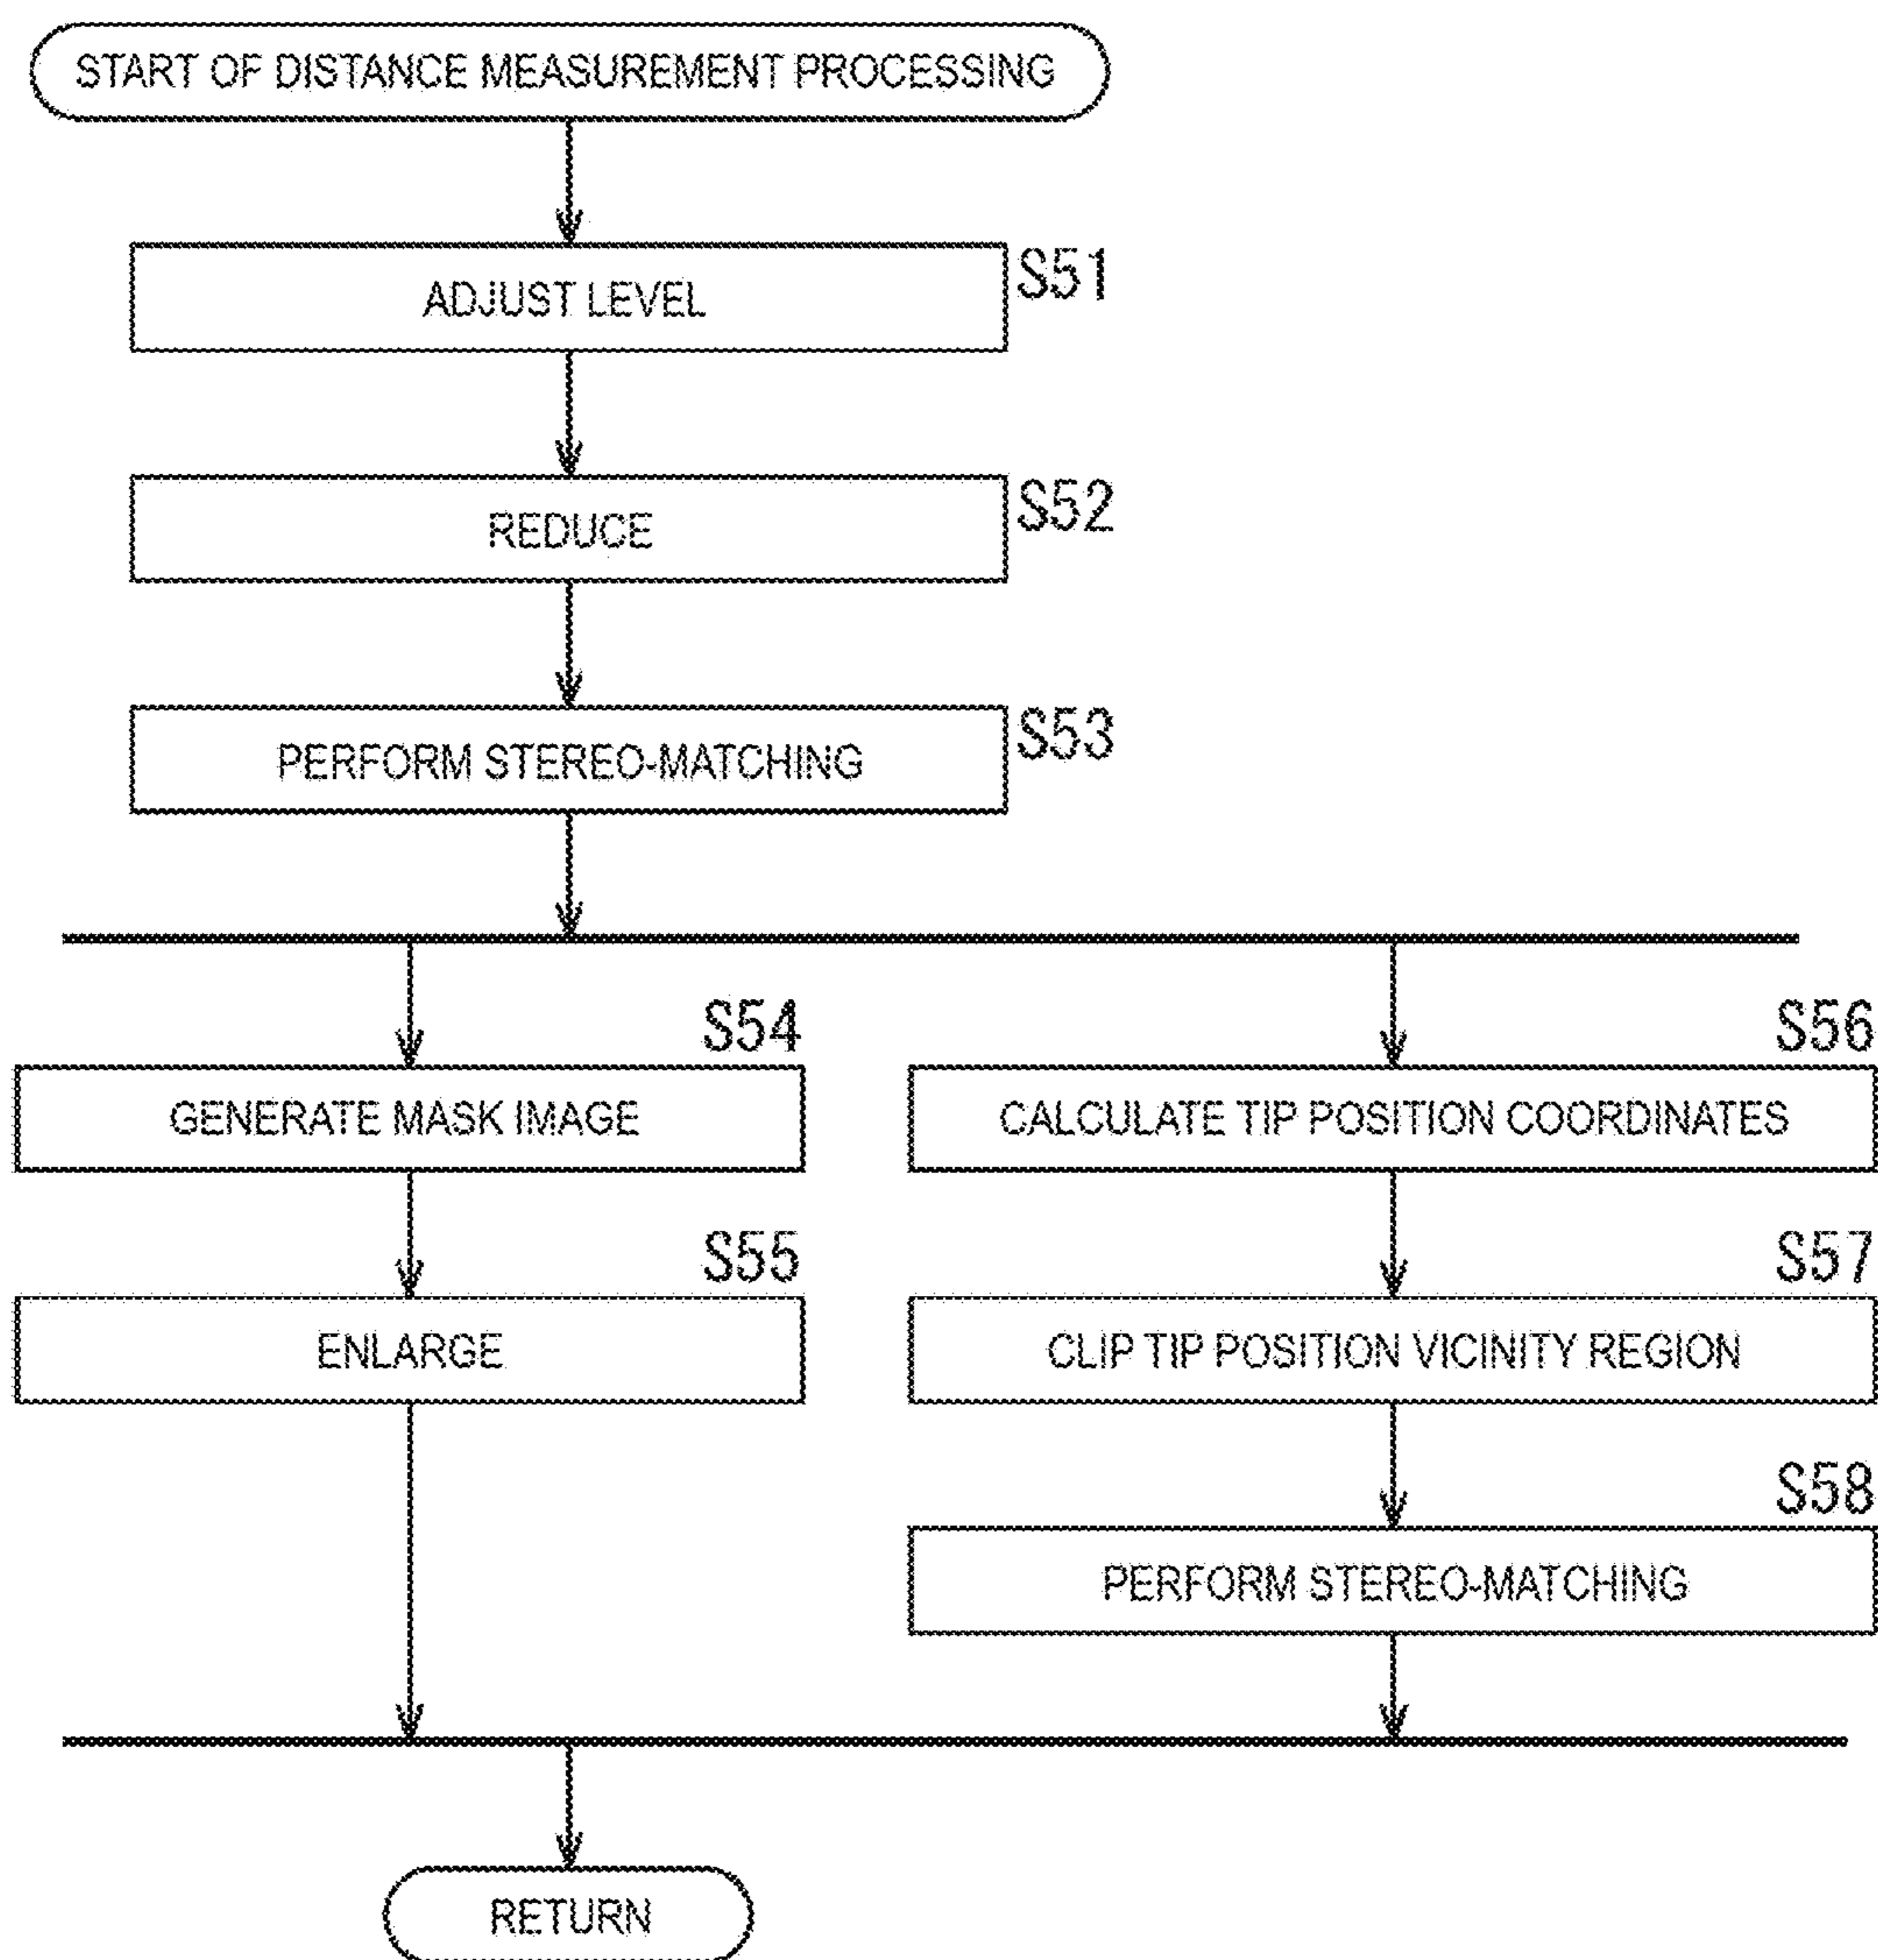 START OF DISTANCE MEASUREMENT PROCESSING
S51
ADJUST LEVEL
S52
REDUCE
S53
PERFORM STEREO-MATCHING
S54
GENERATE MASK IMAGE
S55
ENLARGE
S56
CALCULATE TIP POSITION COORDINATES
S57
CLIP TIP POSITION VICINITY REGION
S58
PERFORM STEREO-MATCHING
RETURN